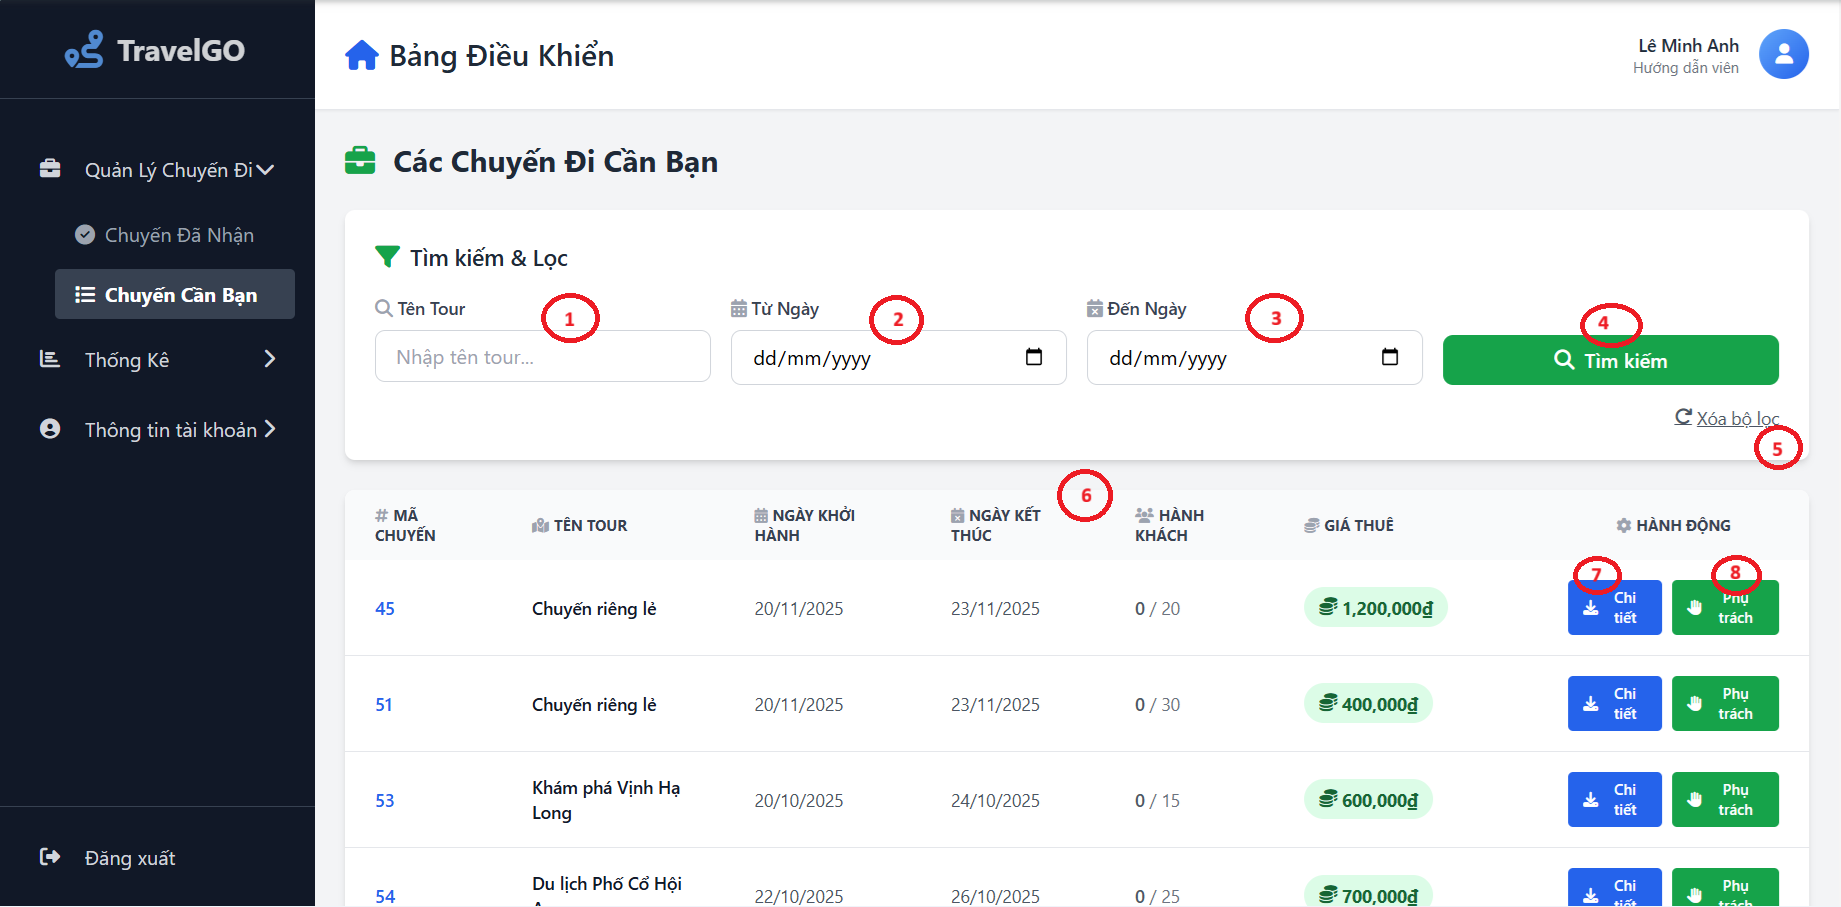 TravelGO
Bảng Điều Khiển
Lê Minh Anh
Hướng dẫn viên
Quản Lý Chuyến Đi
Chuyến Đã Nhận
Chuyến Cần Bạn
Thống Kê
Thông tin tài khoản
Đăng xuất
Các Chuyến Đi Cần Bạn
Tìm kiếm & Lọc
Tên Tour
1
Từ Ngày
2
Đến Ngày
3
4
Nhập tên tour...
dd/mm/yyyy
dd/mm/yyyy
Tìm kiếm
Xóa bộ lọc
5
6
# MÃ CHUYẾN
TÊN TOUR
NGÀY KHỞI HÀNH
NGÀY KẾT THÚC
HÀNH KHÁCH
GIÁ THUÊ
HÀNH ĐỘNG
7
8
45 Chuyến riêng lẻ 20/11/2025 23/11/2025 0 / 20 1,200,000₫ Chi tiết Phụ trách
51 Chuyến riêng lẻ 20/11/2025 23/11/2025 0 / 30 400,000₫ Chi tiết Phụ trách
53 Khám phá Vịnh Hạ Long 20/10/2025 24/10/2025 0 / 15 600,000₫ Chi tiết Phụ trách
54 Du lịch Phố Cổ Hội 22/10/2025 26/10/2025 0 / 25 700,000₫ Chi tiết Phụ trách